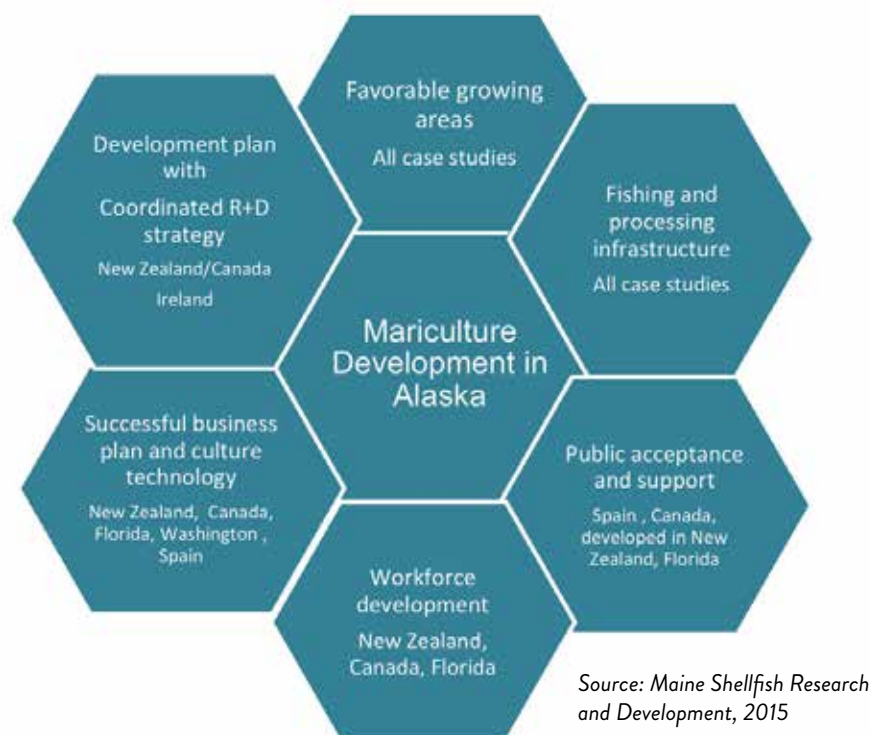 Favorable growing
areas
All case studies
Development plan
with
Coordinated R+D
strategy
New Zealand/Canada
Ireland
Fishing and
processing
infrastructure
All case studies
Mariculture
Development in
Alaska
Successful business
plan and culture
technology
New Zealand, Canada,
Florida, Washington ,
Spain
Public acceptance
and support
Spain , Canada,
developed in New
Zealand, Florida
Workforce
development
New Zealand,
Canada, Florida
Source: Maine Shellfish Research
and Development, 2015